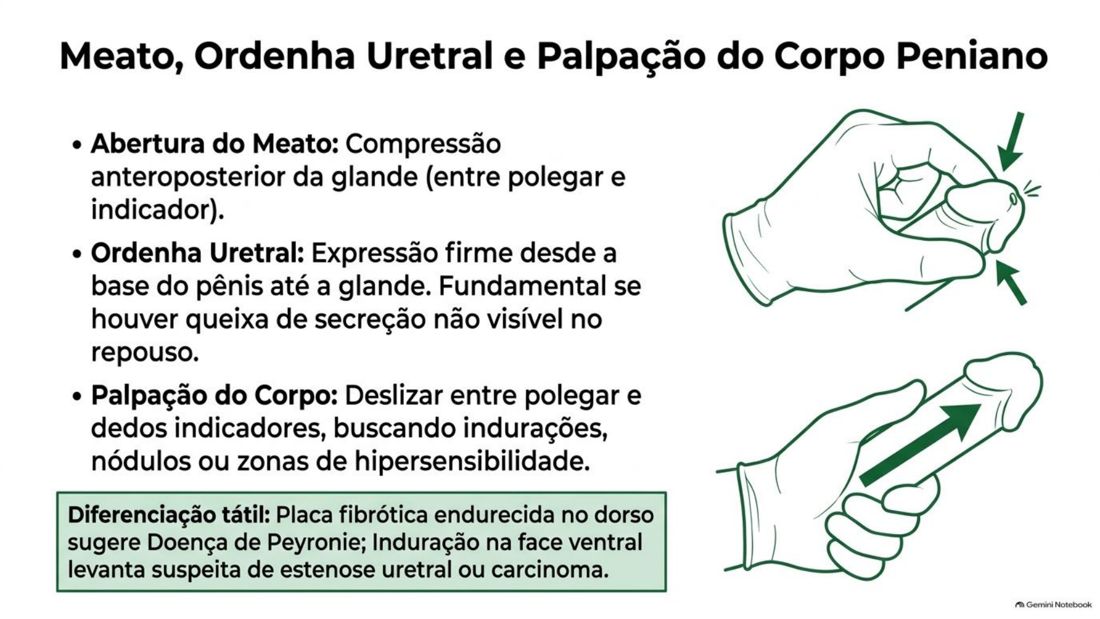 Meato, Ordenha Uretral e Palpação do Corpo Peniano
• Abertura do Meato: Compressão
anteroposterior da glande (entre polegar e
indicador).
• Ordenha Uretral: Expressão firme desde a
base do pênis até a glande. Fundamental se
houver queixa de secreção não visível no
repouso.
• Palpação do Corpo: Deslizar entre polegar e
dedos indicadores, buscando indurações,
nódulos ou zonas de hipersensibilidade.
Diferenciação tátil: Placa fibrótica endurecida no dorso
sugere Doença de Peyronie; Induração na face ventral
levanta suspeita de estenose uretral ou carcinoma.
Gemini Notebook